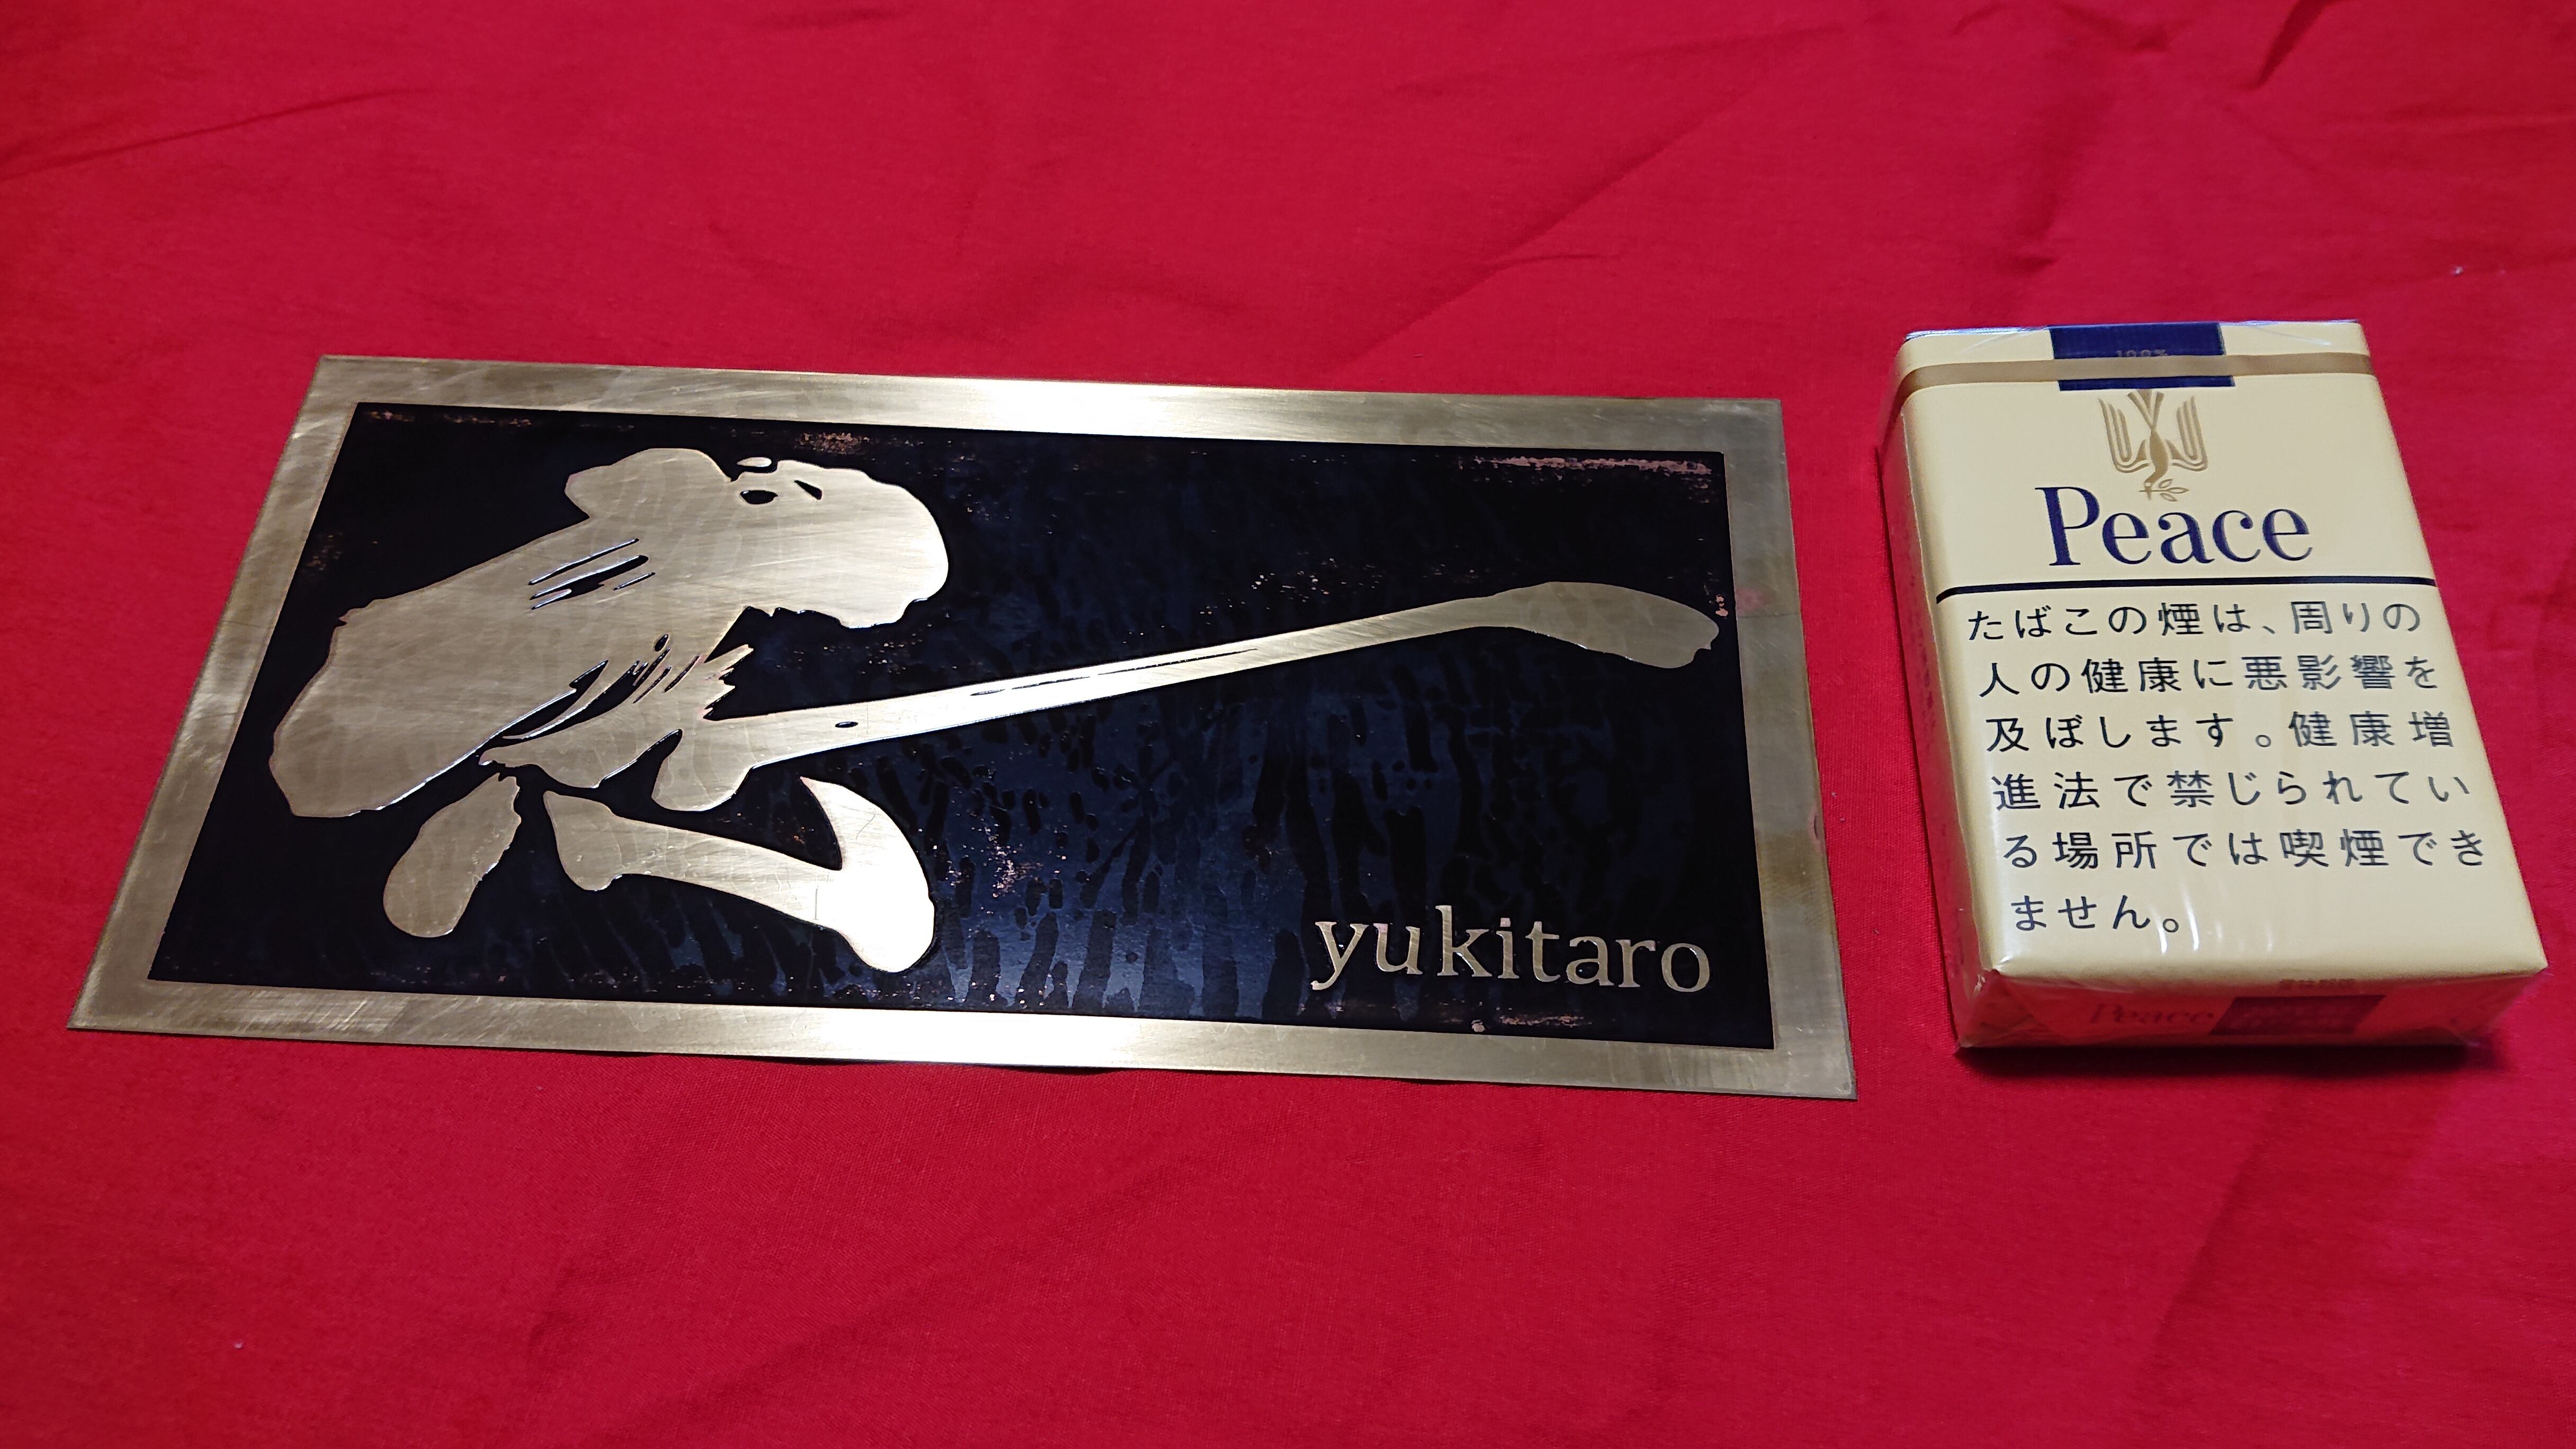 yukitaro
Peace
たばこの煙は、周りの
人の健康に悪影響を
及ぼします。健康増
進法で禁じられてい
る場所では喫煙でき
ません。
Peace